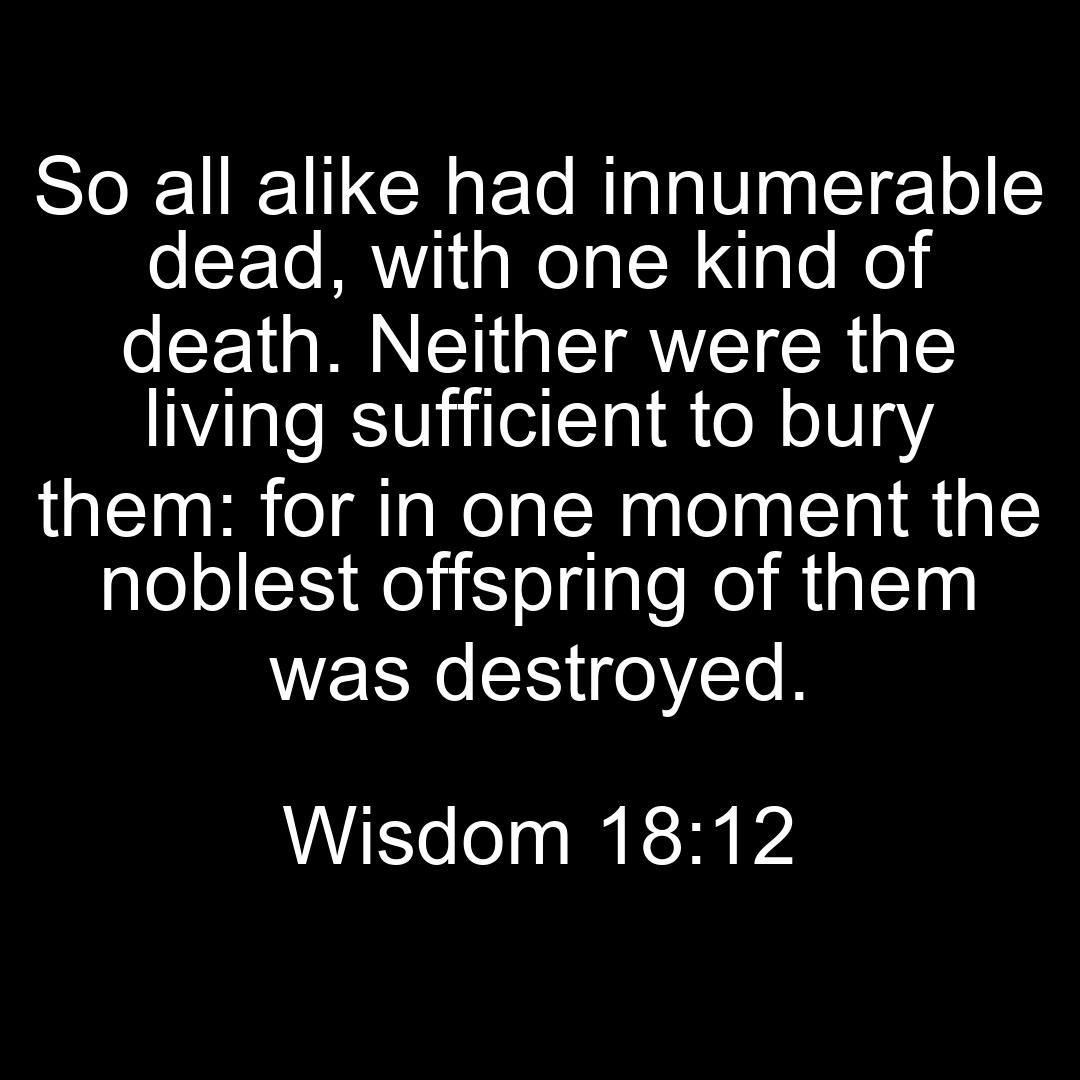 So all alike had innumerable
dead, with one kind of
death. Neither were the
living sufficient to bury
them: for in one moment the
noblest offspring of them
was destroyed.
Wisdom 18:12